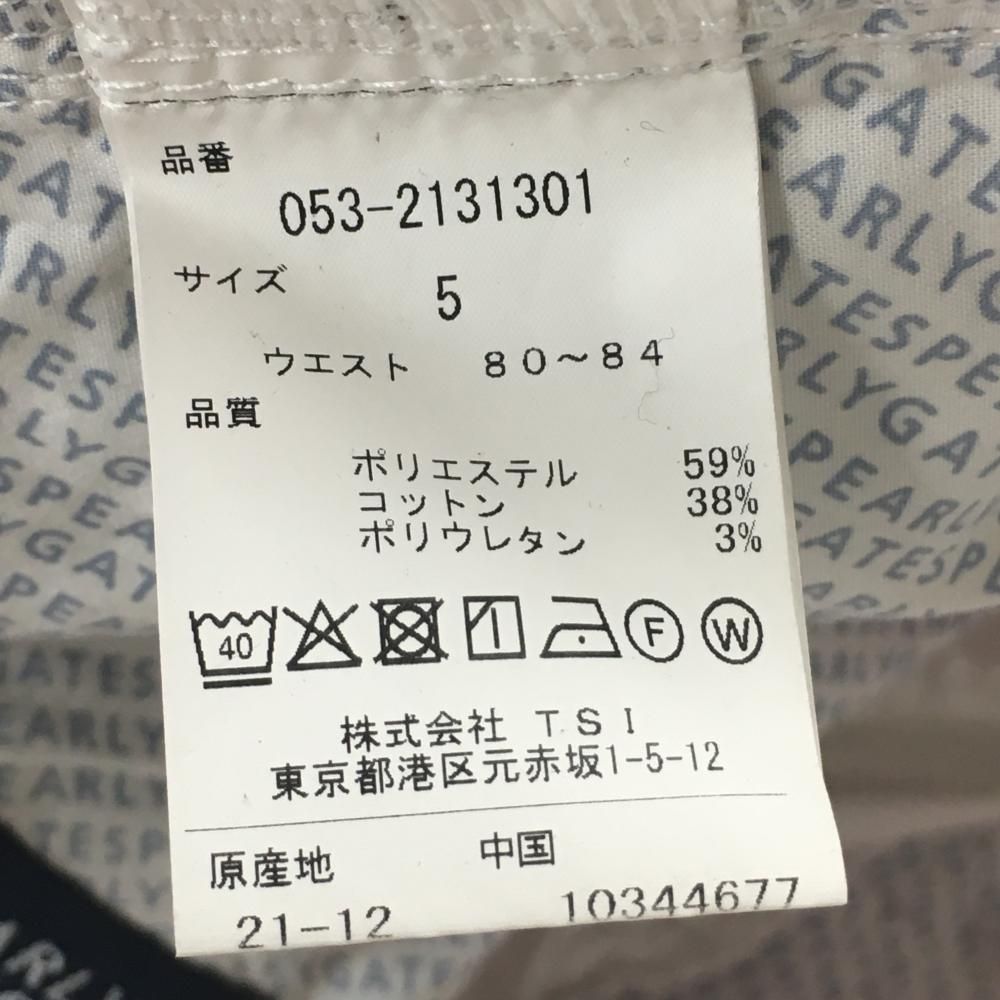 品番
053-2131301
サイズ 5
ウエスト 80～84
品質
ポリエステル 59%
コットン 38%
ポリウレタン 3%
40 F W
株式会社 TSI
東京都港区元赤坂1-5-12
原産地 中国
21-12 10344677